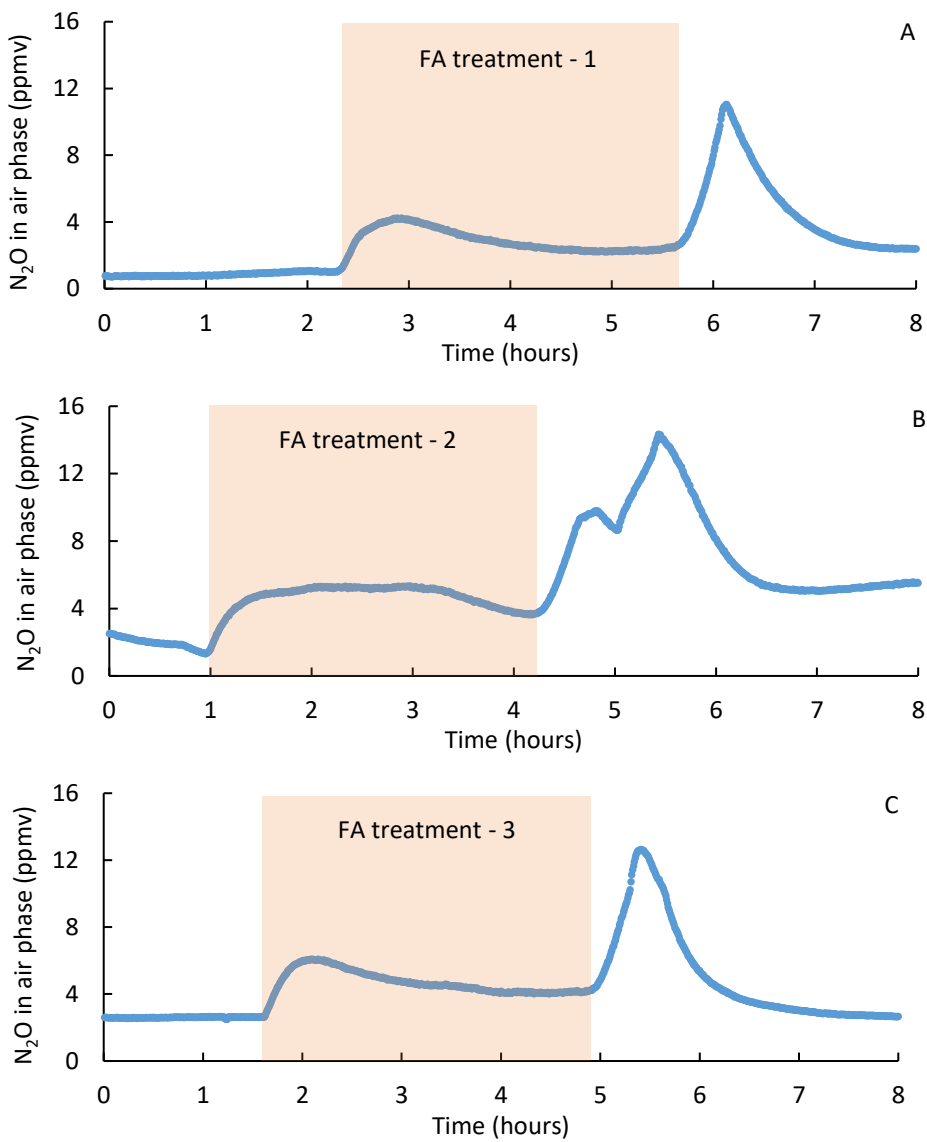 A
FA treatment - 1
N₂O in air phase (ppmv)
16
12
8
4
0
0 1 2 3 4 5 6 7 8
Time (hours)
B
FA treatment - 2
N₂O in air phase (ppmv)
16
12
8
4
0
0 1 2 3 4 5 6 7 8
Time (hours)
C
FA treatment - 3
N₂O in air phase (ppmv)
16
12
8
4
0
0 1 2 3 4 5 6 7 8
Time (hours)